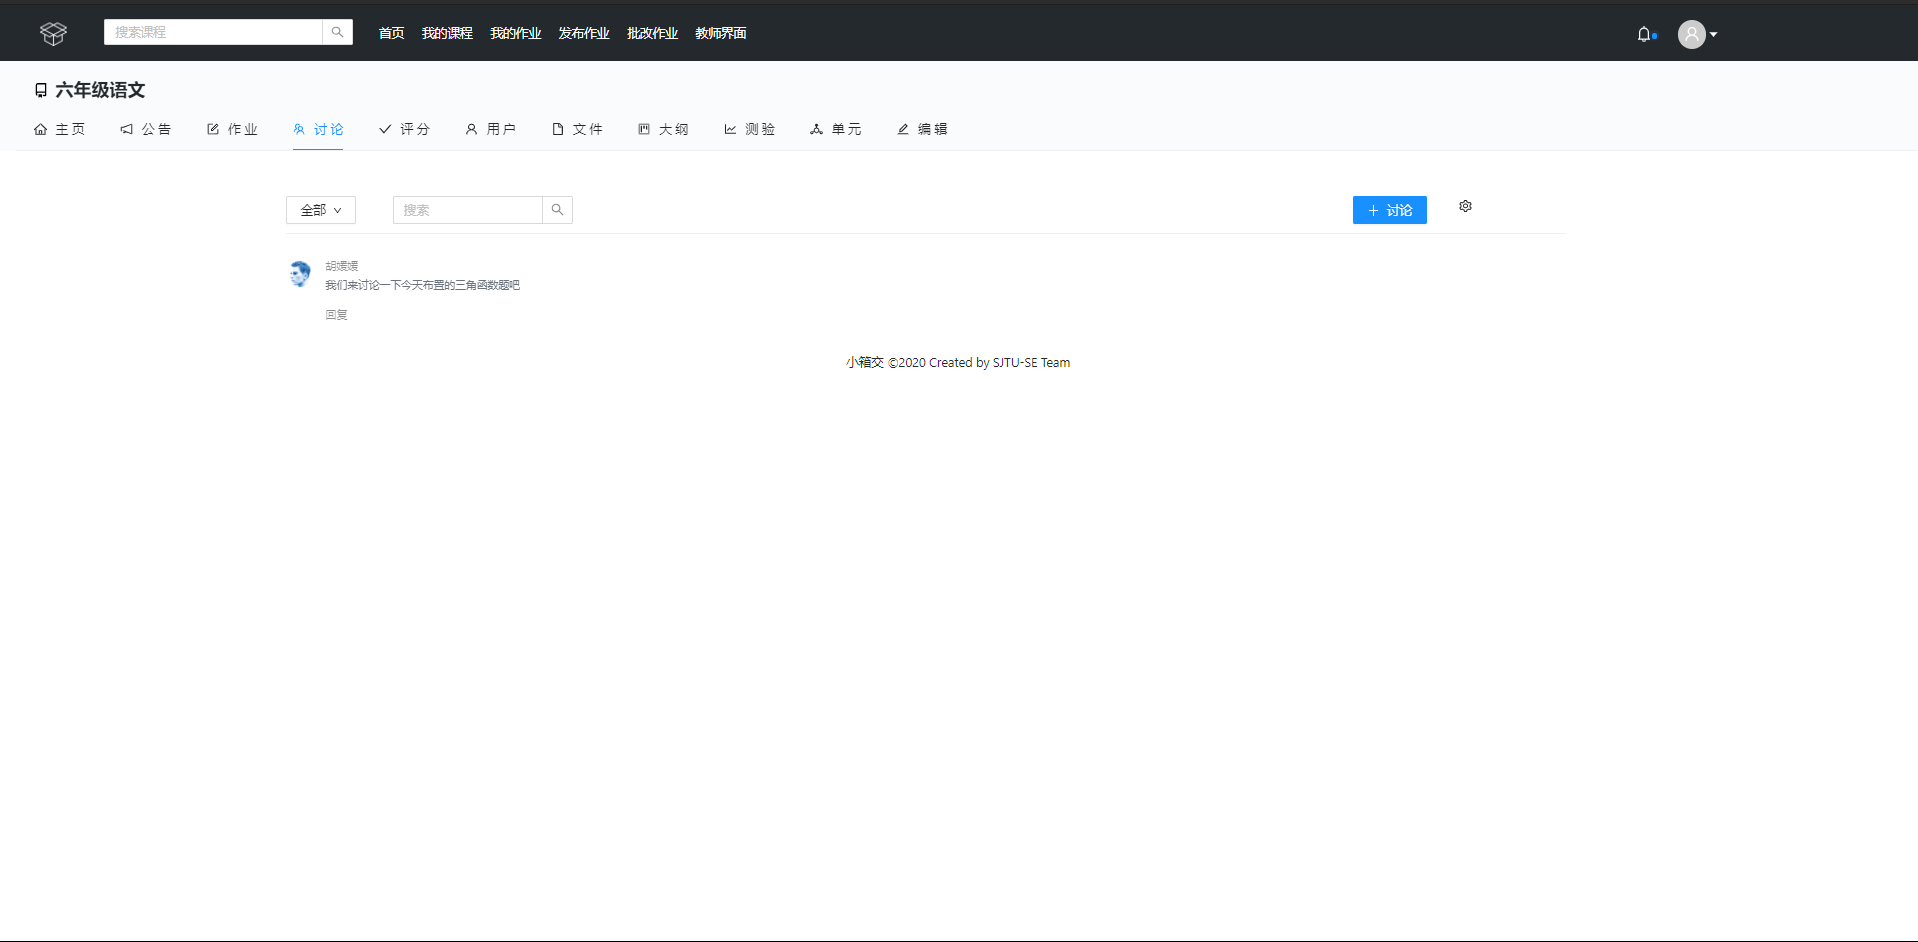 搜索课程 首页 我的课程 我的作业 发布作业 批改作业 教师界面
六年级语文
主页 公告 作业 讨论 评分 用户 文件 大纲 测验 单元 编辑
全部 搜索 + 讨论
胡媛媛
我们来讨论一下今天布置的三角函数题吧
回复
小箱交 ©2020 Created by SJTU-SE Team